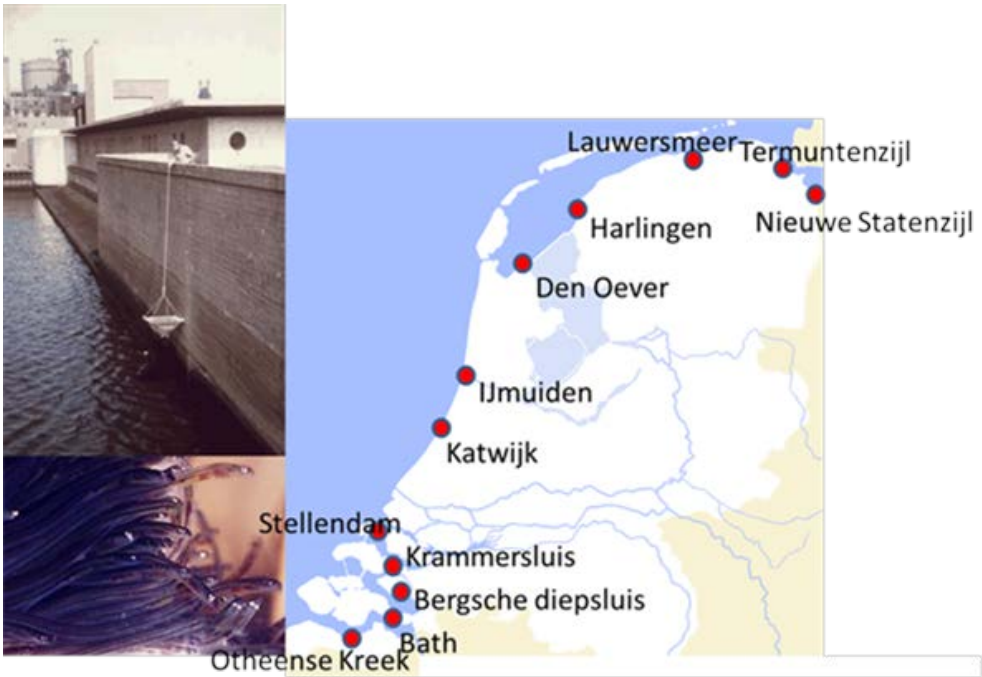 Lauwersmeer
Termuntenzijl
Nieuwe Statenzijl
Harlingen
Den Oever
IJmuiden
Katwijk
Stellendam
Krammersluis
Bergsche diepsluis
Bath
Otheense Kreek